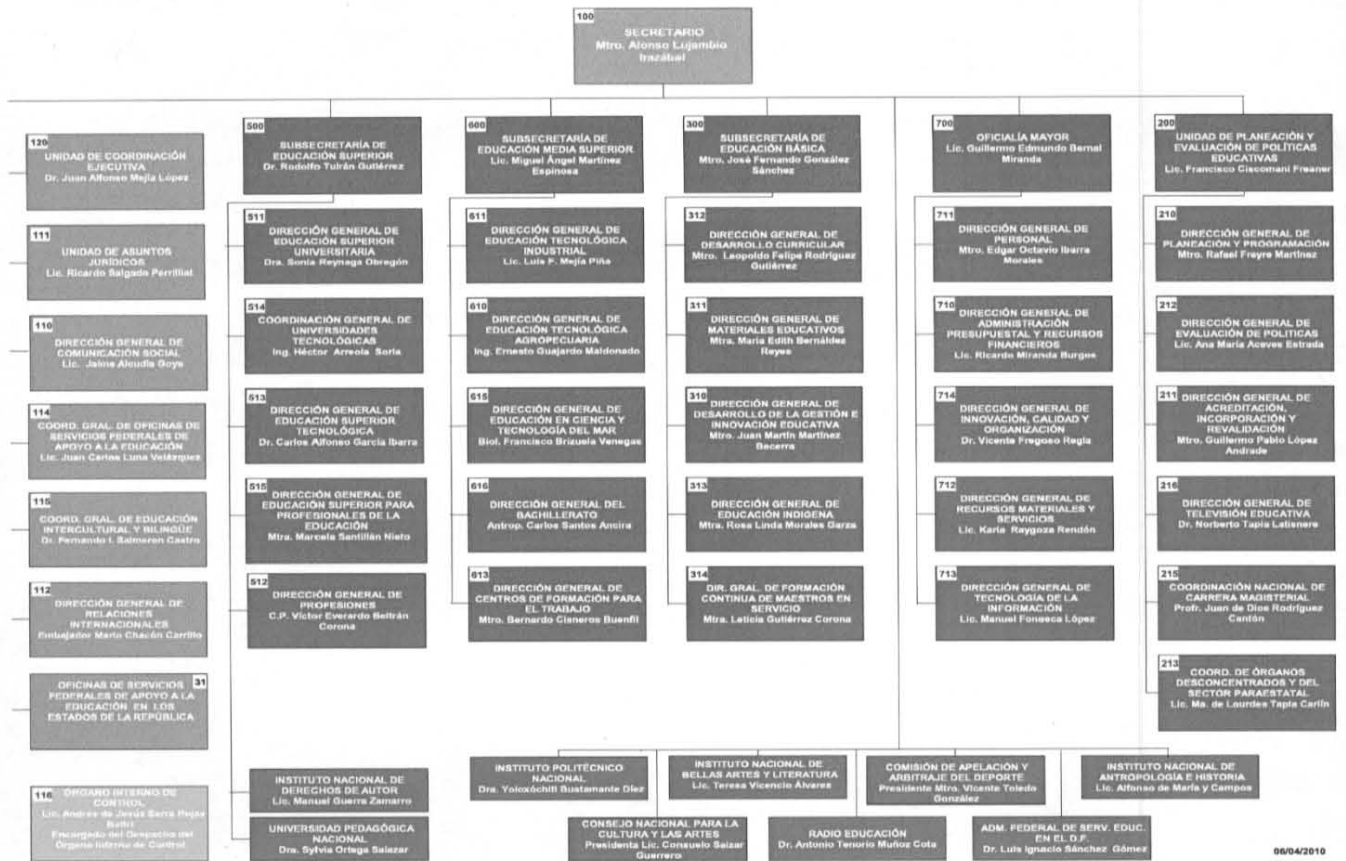 100
SECRETARIO
Mtro. Alonso Lujambio
Irazábal
120
UNIDAD DE COORDINACIÓN
EJECUTIVA
Dr. Juan Alfonso Mejía López
111
UNIDAD DE ASUNTOS
JURÍDICOS
Lic. Ricardo Salgado Perrilliat
110
DIRECCIÓN GENERAL DE
COMUNICACIÓN SOCIAL
Lic. Jaime Alcudia Goya
114
COORD. GRAL. DE OFICINAS DE
SERVICIOS FEDERALES DE
APOYO A LA EDUCACIÓN
Lic. Juan Carlos Luna Velázquez
115
COORD. GRAL. DE EDUCACIÓN
INTERCULTURAL Y BILINGÜE
Dr. Fernando I. Salmeron Castro
112
DIRECCIÓN GENERAL DE
RELACIONES
INTERNACIONALES
Embajador Mario Chacón Carrillo
31
OFICINAS DE SERVICIOS
FEDERALES DE APOYO A LA
EDUCACIÓN EN LOS
ESTADOS DE LA REPÚBLICA
116
ÓRGANO INTERNO DE
CONTROL
Lic. Andrés de Jesús Serra Rojas
Beltri
Encargado del Despacho del
Órgano Interno de Control
500
SUBSECRETARÍA DE
EDUCACIÓN SUPERIOR
Dr. Rodolfo Tuirán Gutiérrez
511
DIRECCIÓN GENERAL DE
EDUCACIÓN SUPERIOR
UNIVERSITARIA
Dra. Sonia Reynaga Obregón
514
COORDINACIÓN GENERAL DE
UNIVERSIDADES
TECNOLÓGICAS
Ing. Héctor Arreola Soria
513
DIRECCIÓN GENERAL DE
EDUCACIÓN SUPERIOR
TECNOLÓGICA
Dr. Carlos Alfonso García Ibarra
515
DIRECCIÓN GENERAL DE
EDUCACIÓN SUPERIOR PARA
PROFESIONALES DE LA
EDUCACIÓN
Mtra. Marcela Santillán Nieto
512
DIRECCIÓN GENERAL DE
PROFESIONES
C.P. Víctor Everardo Beltrán
Corona
INSTITUTO NACIONAL DE
DERECHOS DE AUTOR
Lic. Manuel Guerra Zamarro
UNIVERSIDAD PEDAGÓGICA
NACIONAL
Dra. Sylvia Ortega Salazar
600
SUBSECRETARÍA DE
EDUCACIÓN MEDIA SUPERIOR
Lic. Miguel Ángel Martínez
Espinosa
611
DIRECCIÓN GENERAL DE
EDUCACIÓN TECNOLÓGICA
INDUSTRIAL
Lic. Luis F. Mejía Piña
610
DIRECCIÓN GENERAL DE
EDUCACIÓN TECNOLÓGICA
AGROPECUARIA
Ing. Ernesto Guajardo Maldonado
615
DIRECCIÓN GENERAL DE
EDUCACIÓN EN CIENCIA Y
TECNOLOGÍA DEL MAR
Biol. Francisco Brizuela Venegas
616
DIRECCIÓN GENERAL DEL
BACHILLERATO
Antrop. Carlos Santos Ancira
613
DIRECCIÓN GENERAL DE
CENTROS DE FORMACIÓN PARA
EL TRABAJO
Mtro. Bernardo Cisneros Buenfil
300
SUBSECRETARÍA DE
EDUCACIÓN BÁSICA
Mtro. José Fernando González
Sánchez
312
DIRECCIÓN GENERAL DE
DESARROLLO CURRICULAR
Mtro. Leopoldo Felipe Rodríguez
Gutiérrez
311
DIRECCIÓN GENERAL DE
MATERIALES EDUCATIVOS
Mtra. María Edith Bernáldez
Reyes
310
DIRECCIÓN GENERAL DE
DESARROLLO DE LA GESTIÓN E
INNOVACIÓN EDUCATIVA
Mtro. Juan Martín Martínez
Becerra
313
DIRECCIÓN GENERAL DE
EDUCACIÓN INDIGENA
Mtra. Rosa Linda Morales Garza
314
DIR. GRAL. DE FORMACIÓN
CONTINUA DE MAESTROS EN
SERVICIO
Mtra. Leticia Gutiérrez Corona
700
OFICIALÍA MAYOR
Lic. Guillermo Edmundo Bernal
Miranda
711
DIRECCIÓN GENERAL DE
PERSONAL
Mtro. Edgar Octavio Ibarra
Morales
710
DIRECCIÓN GENERAL DE
ADMINISTRACIÓN
PRESUPUESTAL Y RECURSOS
FINANCIEROS
Lic. Ricardo Miranda Burgos
714
DIRECCIÓN GENERAL DE
INNOVACIÓN, CALIDAD Y
ORGANIZACIÓN
Dr. Vicente Fregoso Regla
712
DIRECCIÓN GENERAL DE
RECURSOS MATERIALES Y
SERVICIOS
Lic. Karla Raygoza Rendón
713
DIRECCIÓN GENERAL DE
TECNOLOGÍA DE LA
INFORMACIÓN
Lic. Manuel Fonseca López
200
UNIDAD DE PLANEACIÓN Y
EVALUACIÓN DE POLÍTICAS
EDUCATIVAS
Lic. Francisco Ciscomani Freaner
210
DIRECCIÓN GENERAL DE
PLANEACIÓN Y PROGRAMACIÓN
Mtro. Rafael Freyre Martínez
212
DIRECCIÓN GENERAL DE
EVALUACIÓN DE POLITICAS
Lic. Ana María Aceves Estrada
211
DIRECCIÓN GENERAL DE
ACREDITACIÓN,
INCORPORACIÓN Y
REVALIDACIÓN
Mtro. Guillermo Pablo López
Andrade
216
DIRECCIÓN GENERAL DE
TELEVISIÓN EDUCATIVA
Dr. Norberto Tapia Latisnere
215
COORDINACIÓN NACIONAL DE
CARRERA MAGISTERIAL
Profr. Juan de Dios Rodríguez
Cantón
213
COORD. DE ÓRGANOS
DESCONCENTRADOS Y DEL
SECTOR PARAESTATAL
Lic. Ma. de Lourdes Tapia Carlín
INSTITUTO POLITÉCNICO
NACIONAL
Dra. Yoloxóchitl Bustamante Díez
INSTITUTO NACIONAL DE
BELLAS ARTES Y LITERATURA
Lic. Teresa Vicencio Álvarez
COMISIÓN DE APELACIÓN Y
ARBITRAJE DEL DEPORTE
Presidente Mtro. Vicente Toledo
González
INSTITUTO NACIONAL DE
ANTROPOLOGÍA E HISTORIA
Lic. Alfonso de María y Campos
CONSEJO NACIONAL PARA LA
CULTURA Y LAS ARTES
Presidenta Lic. Consuelo Saizar
Guerrero
RADIO EDUCACIÓN
Dr. Antonio Tenorio Muñoz Cota
ADM. FEDERAL DE SERV. EDUC.
EN EL D.F.
Dr. Luis Ignacio Sánchez Gómez
06/04/2010